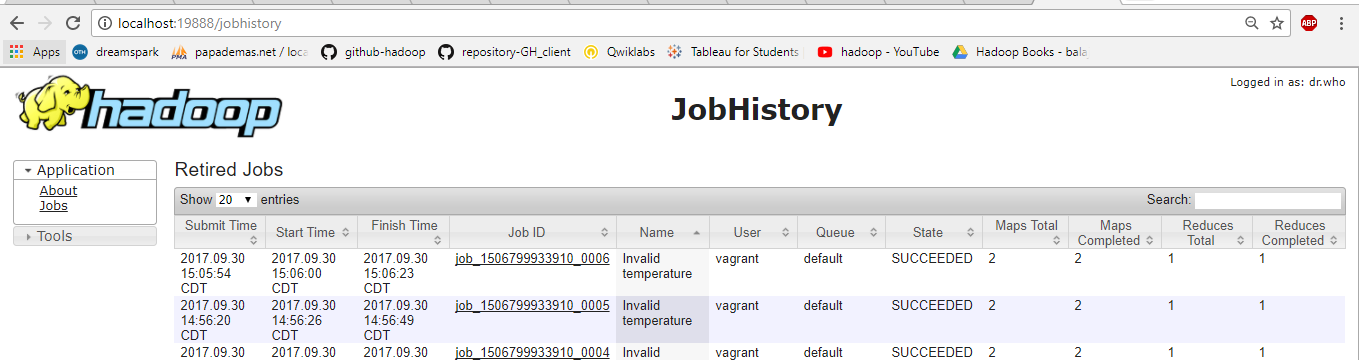 localhost:19888/jobhistory
ABP
Apps dreamspark papademas.net / loca github-hadoop repository-GH_client Qwiklabs Tableau for Students hadoop - YouTube Hadoop Books - bala
hadoop
JobHistory
Logged in as: dr.who
Application
About
Jobs
Tools
Retired Jobs
Show 20 entries Search:
Submit Time Start Time Finish Time Job ID Name User Queue State Maps Total Maps Completed Reduces Total Reduces Completed
2017.09.30 2017.09.30 2017.09.30 job_1506799933910_0006 Invalid vagrant default SUCCEEDED 2 2 1 1
15:05:54 15:06:00 15:06:23 temperature
CDT CDT CDT
2017.09.30 2017.09.30 2017.09.30 job_1506799933910_0005 Invalid vagrant default SUCCEEDED 2 2 1 1
14:56:20 14:56:26 14:56:49 temperature
CDT CDT CDT
2017.09.30 2017.09.30 2017.09.30 job_1506799933910_0004 Invalid vagrant default SUCCEEDED 2 2 1 1